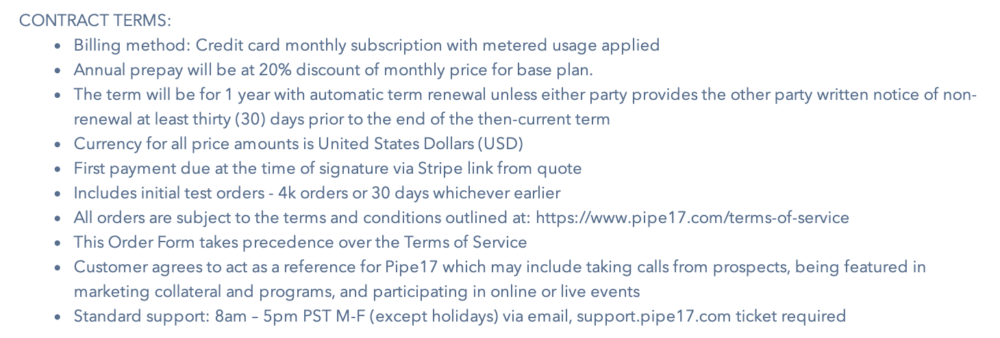 CONTRACT TERMS:
• Billing method: Credit card monthly subscription with metered usage applied
• Annual prepay will be at 20% discount of monthly price for base plan.
• The term will be for 1 year with automatic term renewal unless either party provides the other party written notice of non-
renewal at least thirty (30) days prior to the end of the then-current term
• Currency for all price amounts is United States Dollars (USD)
• First payment due at the time of signature via Stripe link from quote
• Includes initial test orders - 4k orders or 30 days whichever earlier
• All orders are subject to the terms and conditions outlined at: https://www.pipe17.com/terms-of-service
• This Order Form takes precedence over the Terms of Service
• Customer agrees to act as a reference for Pipe17 which may include taking calls from prospects, being featured in
marketing collateral and programs, and participating in online or live events
• Standard support: 8am – 5pm PST M-F (except holidays) via email, support.pipe17.com ticket required